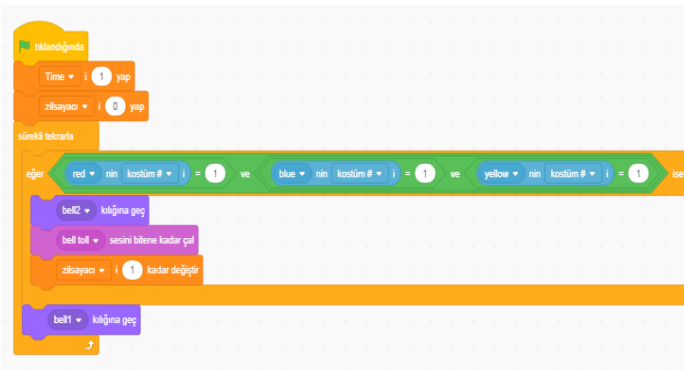 tıklandığında
Time i 1 yap
zilsayacı i 0 yap
sürekli tekrarla
eğer red nin kostüm # i = 1 ve blue nin kostüm # i = 1 ve yellow nin kostüm # i = 1 ise
bell2 kılığına geç
bell toll sesini bitene kadar çal
zilsayacı i 1 kadar değiştir
bell1 kılığına geç